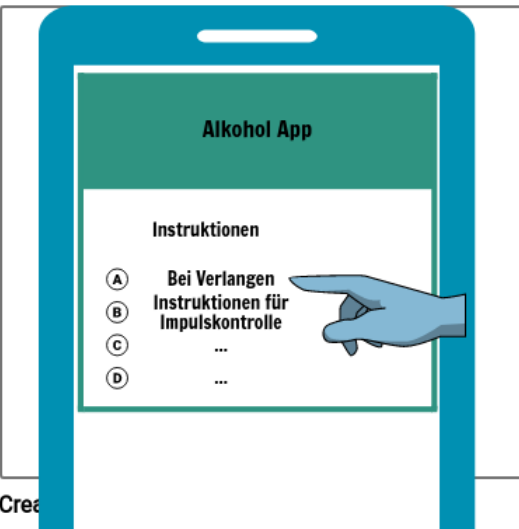 Alkohol App
Instruktionen
A Bei Verlangen
B Instruktionen für
Impulskontrolle
C ...
D ...
Crea